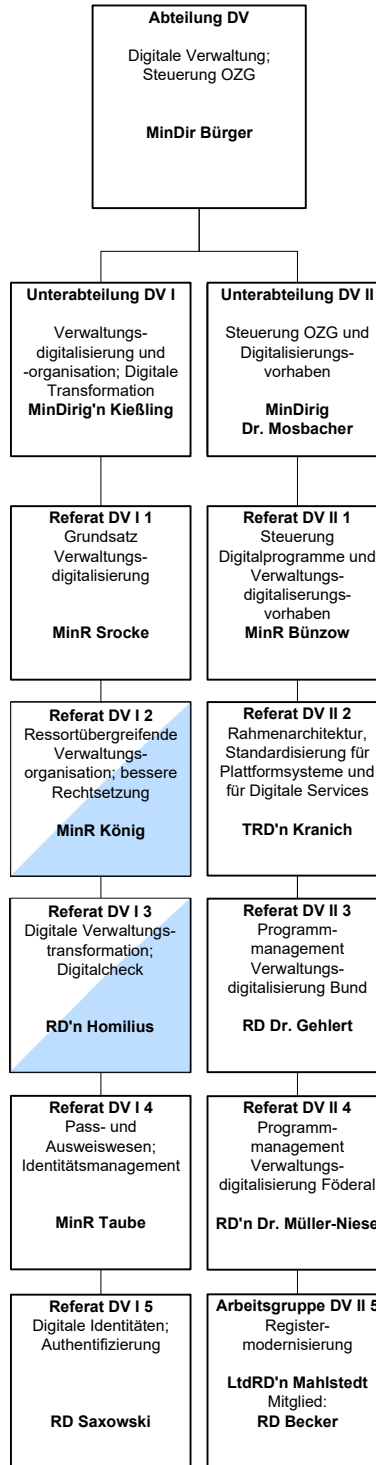 Abteilung DV
Digitale Verwaltung;
Steuerung OZG
MinDir Bürger
Unterabteilung DV I
Verwaltungs-
digitalisierung und
-organisation; Digitale
Transformation
MinDirig'n Kießling
Referat DV I 1
Grundsatz
Verwaltungs-
digitalisierung
MinR Srocke
Referat DV I 2
Ressortübergreifende
Verwaltungs-
organisation; bessere
Rechtsetzung
MinR König
Referat DV I 3
Digitale Verwaltungs-
transformation;
Digitalcheck
RD'n Homilius
Referat DV I 4
Pass- und
Ausweiswesen;
Identitätsmanagement
MinR Taube
Referat DV I 5
Digitale Identitäten;
Authentifizierung
RD Saxowski
Unterabteilung DV II
Steuerung OZG und
Digitalisierungs-
vorhaben
MinDirig
Dr. Mosbacher
Referat DV II 1
Steuerung
Digitalprogramme und
Verwaltungs-
digitaliserungs-
vorhaben
MinR Bünzow
Referat DV II 2
Rahmenarchitektur,
Standardisierung für
Plattformsysteme und
für Digitale Services
TRD'n Kranich
Referat DV II 3
Programm-
management
Verwaltungs-
digitalisierung Bund
RD Dr. Gehlert
Referat DV II 4
Programm-
management
Verwaltungs-
digitalisierung Föderal
RD'n Dr. Müller-Niese
Arbeitsgruppe DV II 5
Register-
modernisierung
LtdRD'n Mahlstedt
Mitglied:
RD Becker